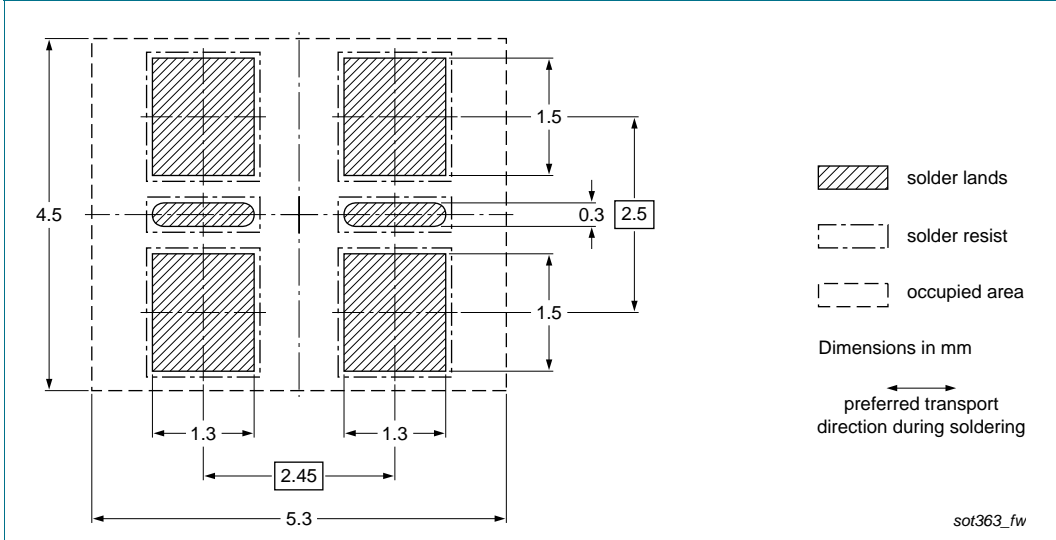 1.5
4.5
0.3
2.5
1.5
1.3
1.3
2.45
5.3
solder lands
solder resist
occupied area
Dimensions in mm
preferred transport
direction during soldering
sot363_fw